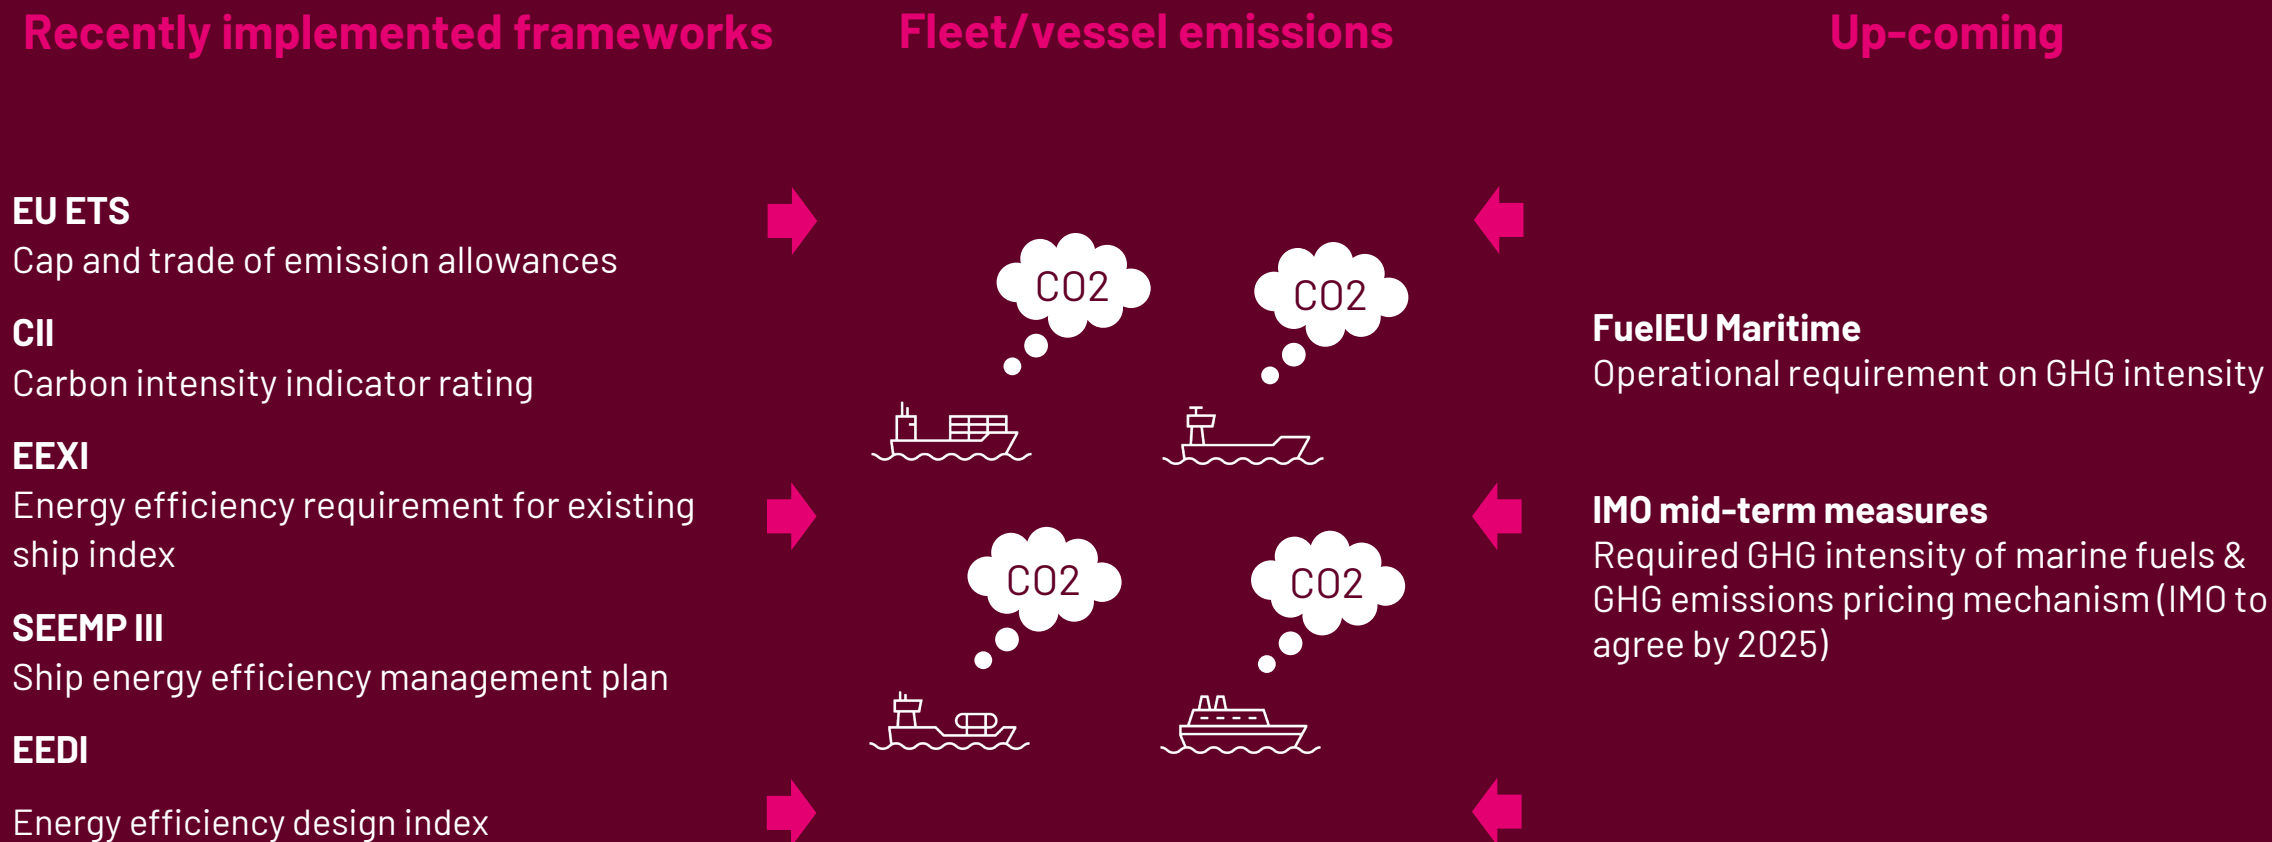 Recently implemented frameworks
EU ETS
Cap and trade of emission allowances
CII
Carbon intensity indicator rating
EEXI
Energy efficiency requirement for existing
ship index
SEEMP III
Ship energy efficiency management plan
EEDI
Energy efficiency design index
Fleet/vessel emissions
CO2
CO2
CO2
CO2
Up-coming
FuelEU Maritime
Operational requirement on GHG intensity
IMO mid-term measures
Required GHG intensity of marine fuels &
GHG emissions pricing mechanism (IMO to
agree by 2025)